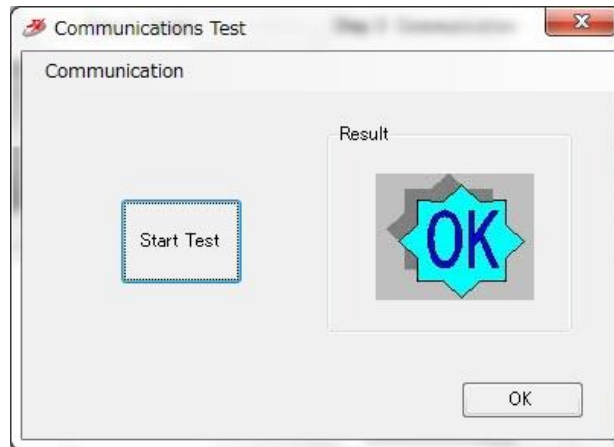 Communications Test
Communication
Result
OK
Start Test
OK